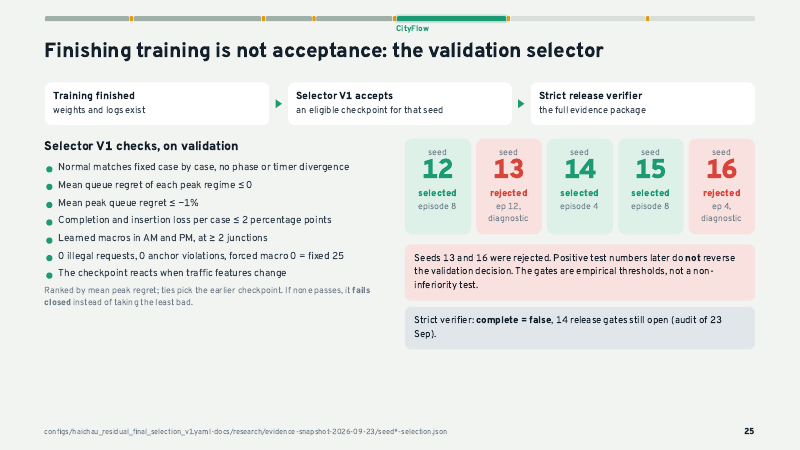 CityFlow
Finishing training is not acceptance: the validation selector
Training finished
weights and logs exist
Selector V1 accepts
an eligible checkpoint for that seed
Strict release verifier
the full evidence package
Selector V1 checks, on validation
Normal matches fixed case by case, no phase or timer divergence
Mean queue regret of each peak regime ≤ 0
Mean peak queue regret ≤ −1%
Completion and insertion loss per case ≤ 2 percentage points
Learned macros in AM and PM, at ≥ 2 junctions
0 illegal requests, 0 anchor violations, forced macro 0 = fixed 25
The checkpoint reacts when traffic features change
Ranked by mean peak regret; ties pick the earlier checkpoint. If none passes, it fails
closed instead of taking the least bad.
seed
12
selected
episode 8
seed
13
rejected
ep 12,
diagnostic
seed
14
selected
episode 4
seed
15
selected
episode 8
seed
16
rejected
ep 4,
diagnostic
Seeds 13 and 16 were rejected. Positive test numbers later do not reverse
the validation decision. The gates are empirical thresholds, not a non-
inferiority test.
Strict verifier: complete = false, 14 release gates still open (audit of 23
Sep).
configs/haichau_residual_final_selection_v1.yaml-docs/research/evidence-snapshot-2026-09-23/seed*-selection.json
25